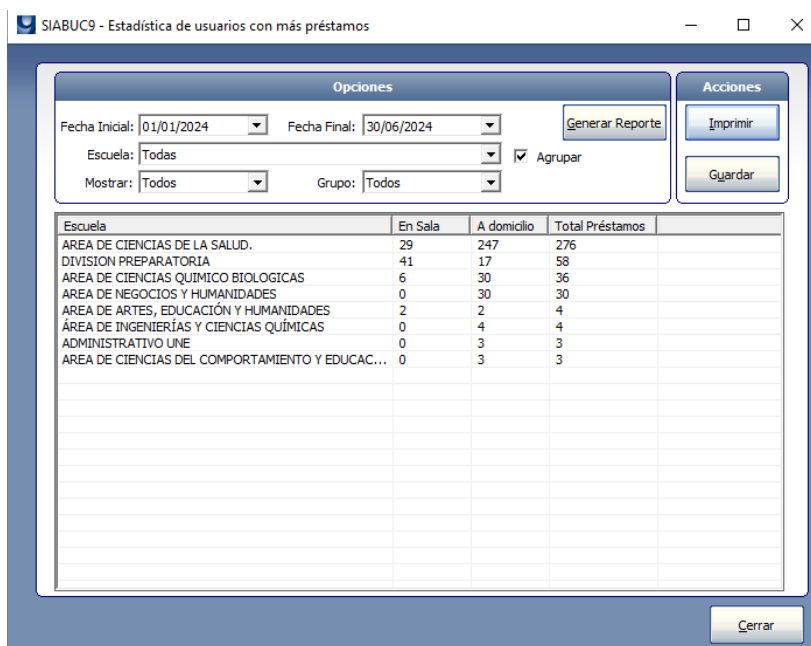 SIABUC9 - Estadística de usuarios con más préstamos
Opciones
Acciones
Fecha Inicial: 01/01/2024 Fecha Final: 30/06/2024 Generar Reporte Imprimir
Escuela: Todas Agrupar
Mostrar: Todos Grupo: Todos Guardar
Escuela En Sala A domicilio Total Préstamos
AREA DE CIENCIAS DE LA SALUD. 29 247 276
DIVISION PREPARATORIA 41 17 58
AREA DE CIENCIAS QUIMICO BIOLOGICAS 6 30 36
AREA DE NEGOCIOS Y HUMANIDADES 0 30 30
AREA DE ARTES, EDUCACIÓN Y HUMANIDADES 2 2 4
ÁREA DE INGENIERÍAS Y CIENCIAS QUÍMICAS 0 4 4
ADMINISTRATIVO UNE 0 3 3
AREA DE CIENCIAS DEL COMPORTAMIENTO Y EDUCAC... 0 3 3
Cerrar